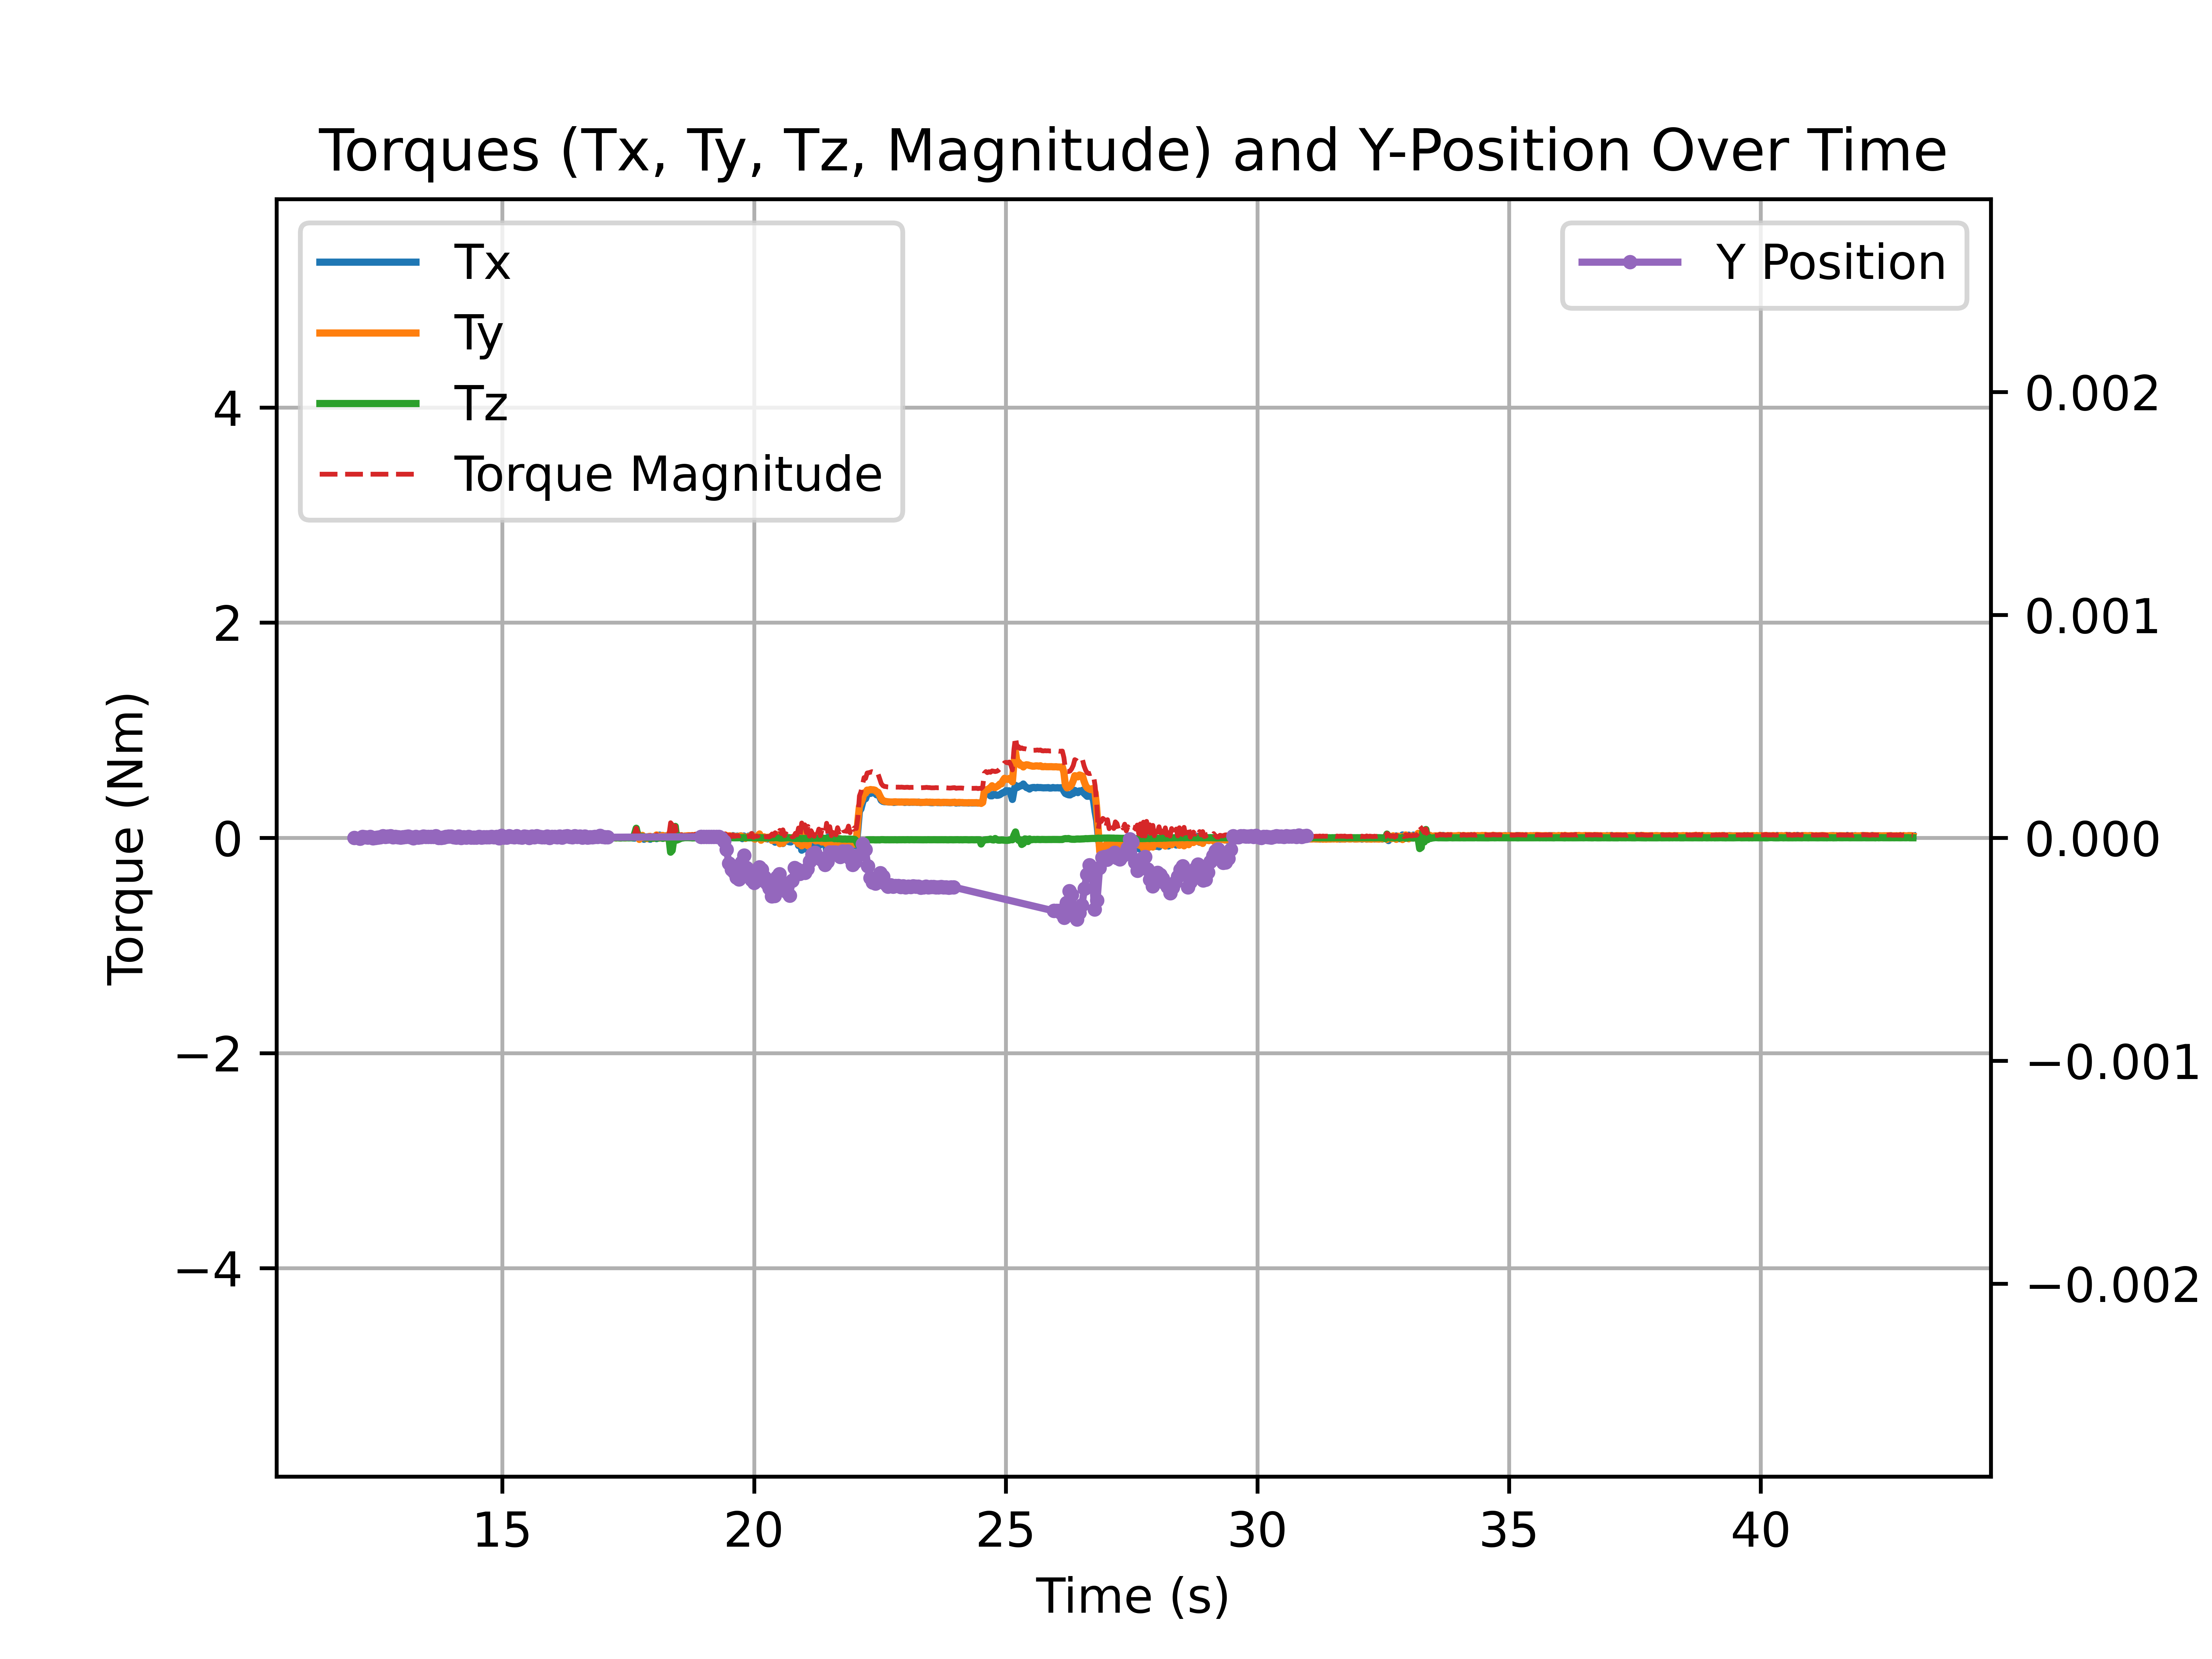 Torques (Tx, Ty, Tz, Magnitude) and Y-Position Over Time
Tx
Ty
Tz
Torque Magnitude
Y Position
4
2
0
−2
−4
Torque (Nm)
0.002
0.001
0.000
−0.001
−0.002
15 20 25 30 35 40
Time (s)